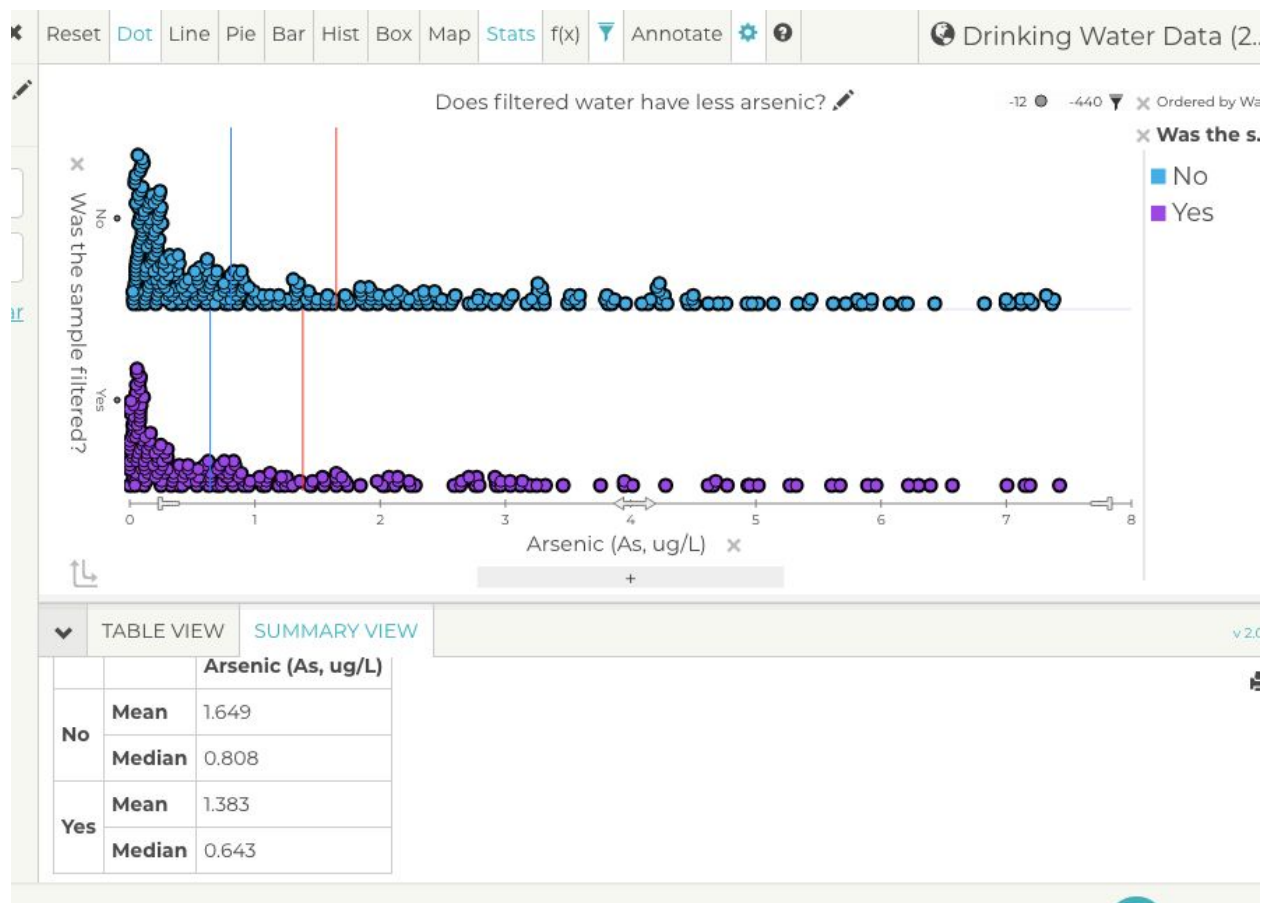 Reset Dot Line Pie Bar Hist Box Map Stats f(x) Annotate Drinking Water Data (2..
Does filtered water have less arsenic?
-12 -440 Ordered by Wa
Was the s.
No
Yes
Was the sample filtered?
No
Yes
ar
0 1 2 3 4 5 6 7 8
Arsenic (As, ug/L)
+
TABLE VIEW SUMMARY VIEW v 2.0
Arsenic (As, ug/L)
No Mean 1.649
Median 0.808
Yes Mean 1.383
Median 0.643